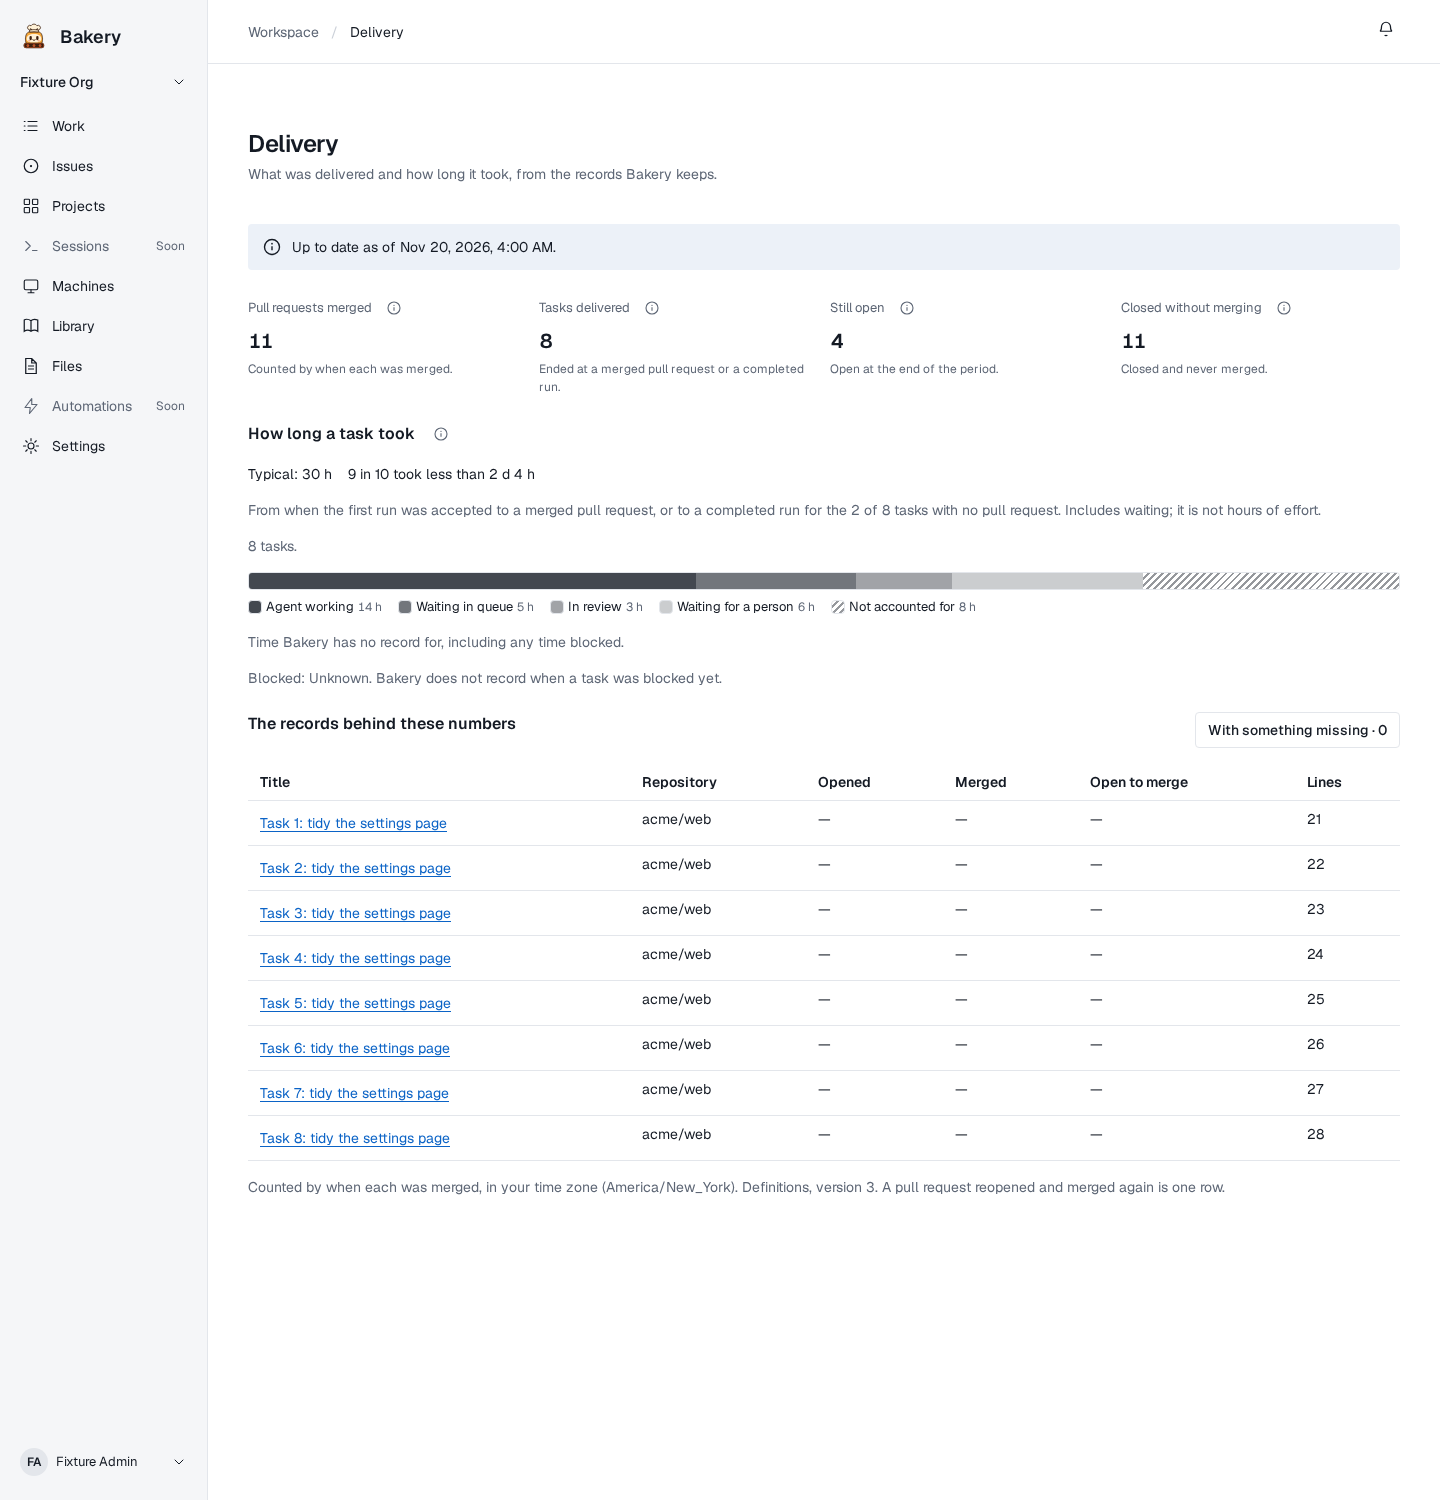 Bakery
Fixture Org
Work
Issues
Projects
Sessions Soon
Machines
Library
Files
Automations Soon
Settings
FA Fixture Admin
Workspace / Delivery
Delivery
What was delivered and how long it took, from the records Bakery keeps.
Up to date as of Nov 20, 2026, 4:00 AM.
Pull requests merged
11
Counted by when each was merged.
Tasks delivered
8
Ended at a merged pull request or a completed
run.
Still open
4
Open at the end of the period.
Closed without merging
11
Closed and never merged.
How long a task took
Typical: 30 h 9 in 10 took less than 2 d 4 h
From when the first run was accepted to a merged pull request, or to a completed run for the 2 of 8 tasks with no pull request. Includes waiting; it is not hours of effort.
8 tasks.
Agent working 14 h Waiting in queue 5 h In review 3 h Waiting for a person 6 h Not accounted for 8 h
Time Bakery has no record for, including any time blocked.
Blocked: Unknown. Bakery does not record when a task was blocked yet.
The records behind these numbers
With something missing · 0
Title Repository Opened Merged Open to merge Lines
Task 1: tidy the settings page acme/web — — — 21
Task 2: tidy the settings page acme/web — — — 22
Task 3: tidy the settings page acme/web — — — 23
Task 4: tidy the settings page acme/web — — — 24
Task 5: tidy the settings page acme/web — — — 25
Task 6: tidy the settings page acme/web — — — 26
Task 7: tidy the settings page acme/web — — — 27
Task 8: tidy the settings page acme/web — — — 28
Counted by when each was merged, in your time zone (America/New_York). Definitions, version 3. A pull request reopened and merged again is one row.